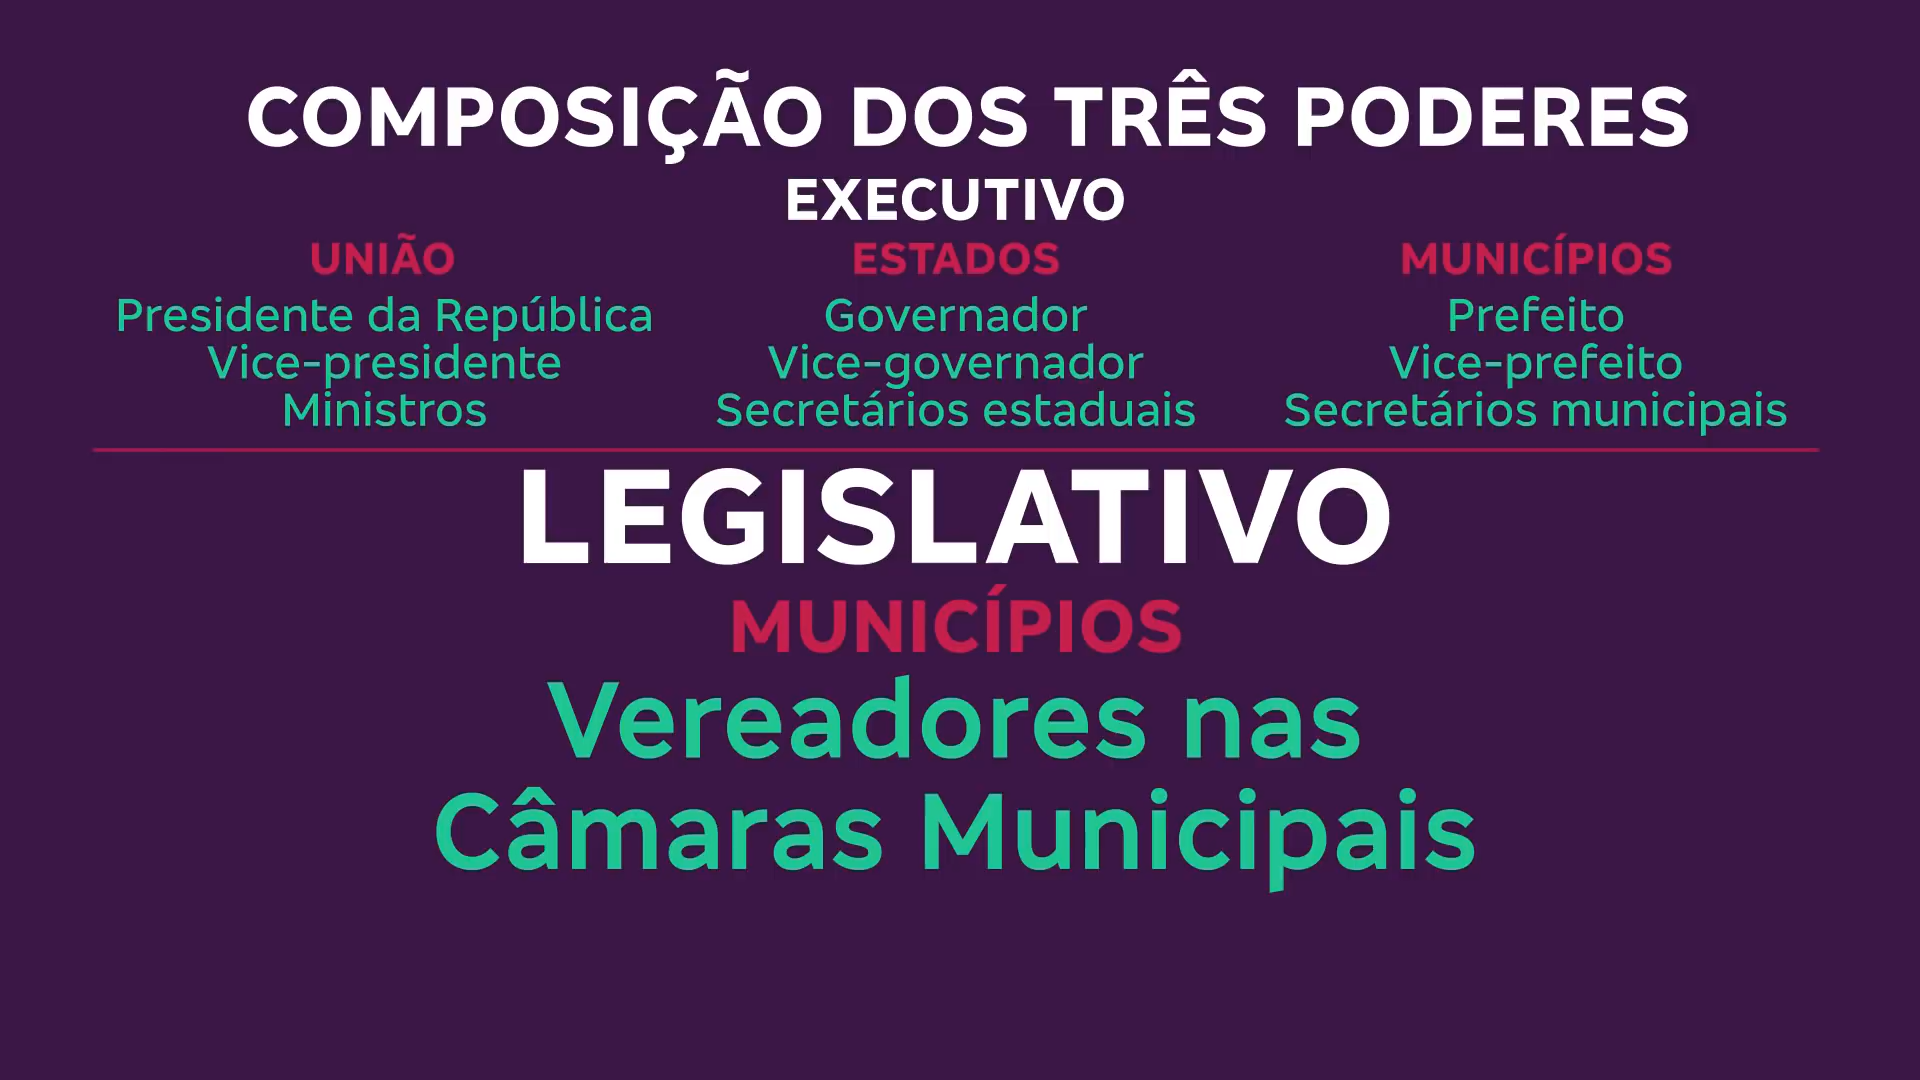 COMPOSIÇÃO DOS TRÊS PODERES
EXECUTIVO
UNIÃO
Presidente da República
Vice-presidente
Ministros
ESTADOS
Governador
Vice-governador
Secretários estaduais
MUNICÍPIOS
Prefeito
Vice-prefeito
Secretários municipais
LEGISLATIVO
MUNICÍPIOS
Vereadores nas
Câmaras Municipais